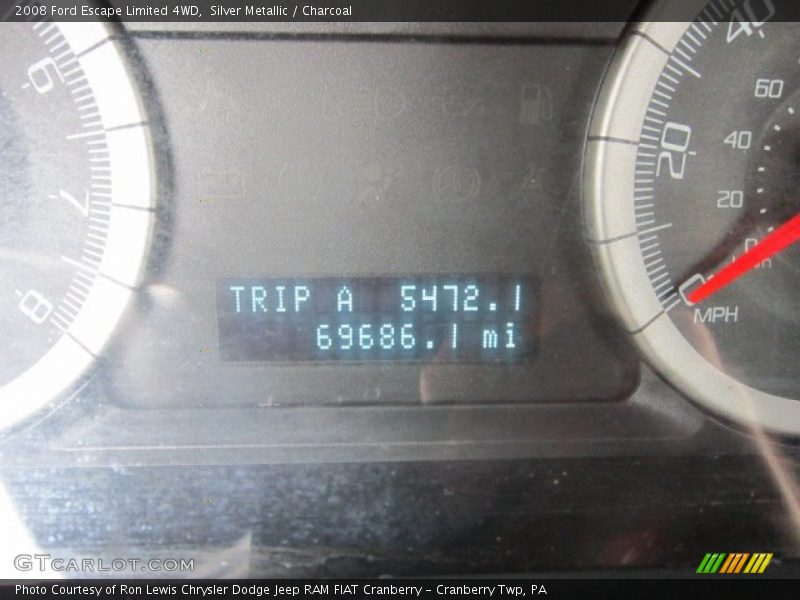 2008 Ford Escape Limited 4WD,  Silver Metallic / Charcoal
6
7
8
40
60
40
20
20
0
0
MPH
TRIP A 5472.1
69686.1 mi
GTCARLOT.COM
Photo Courtesy of Ron Lewis Chrysler Dodge Jeep RAM FIAT Cranberry – Cranberry Twp, PA